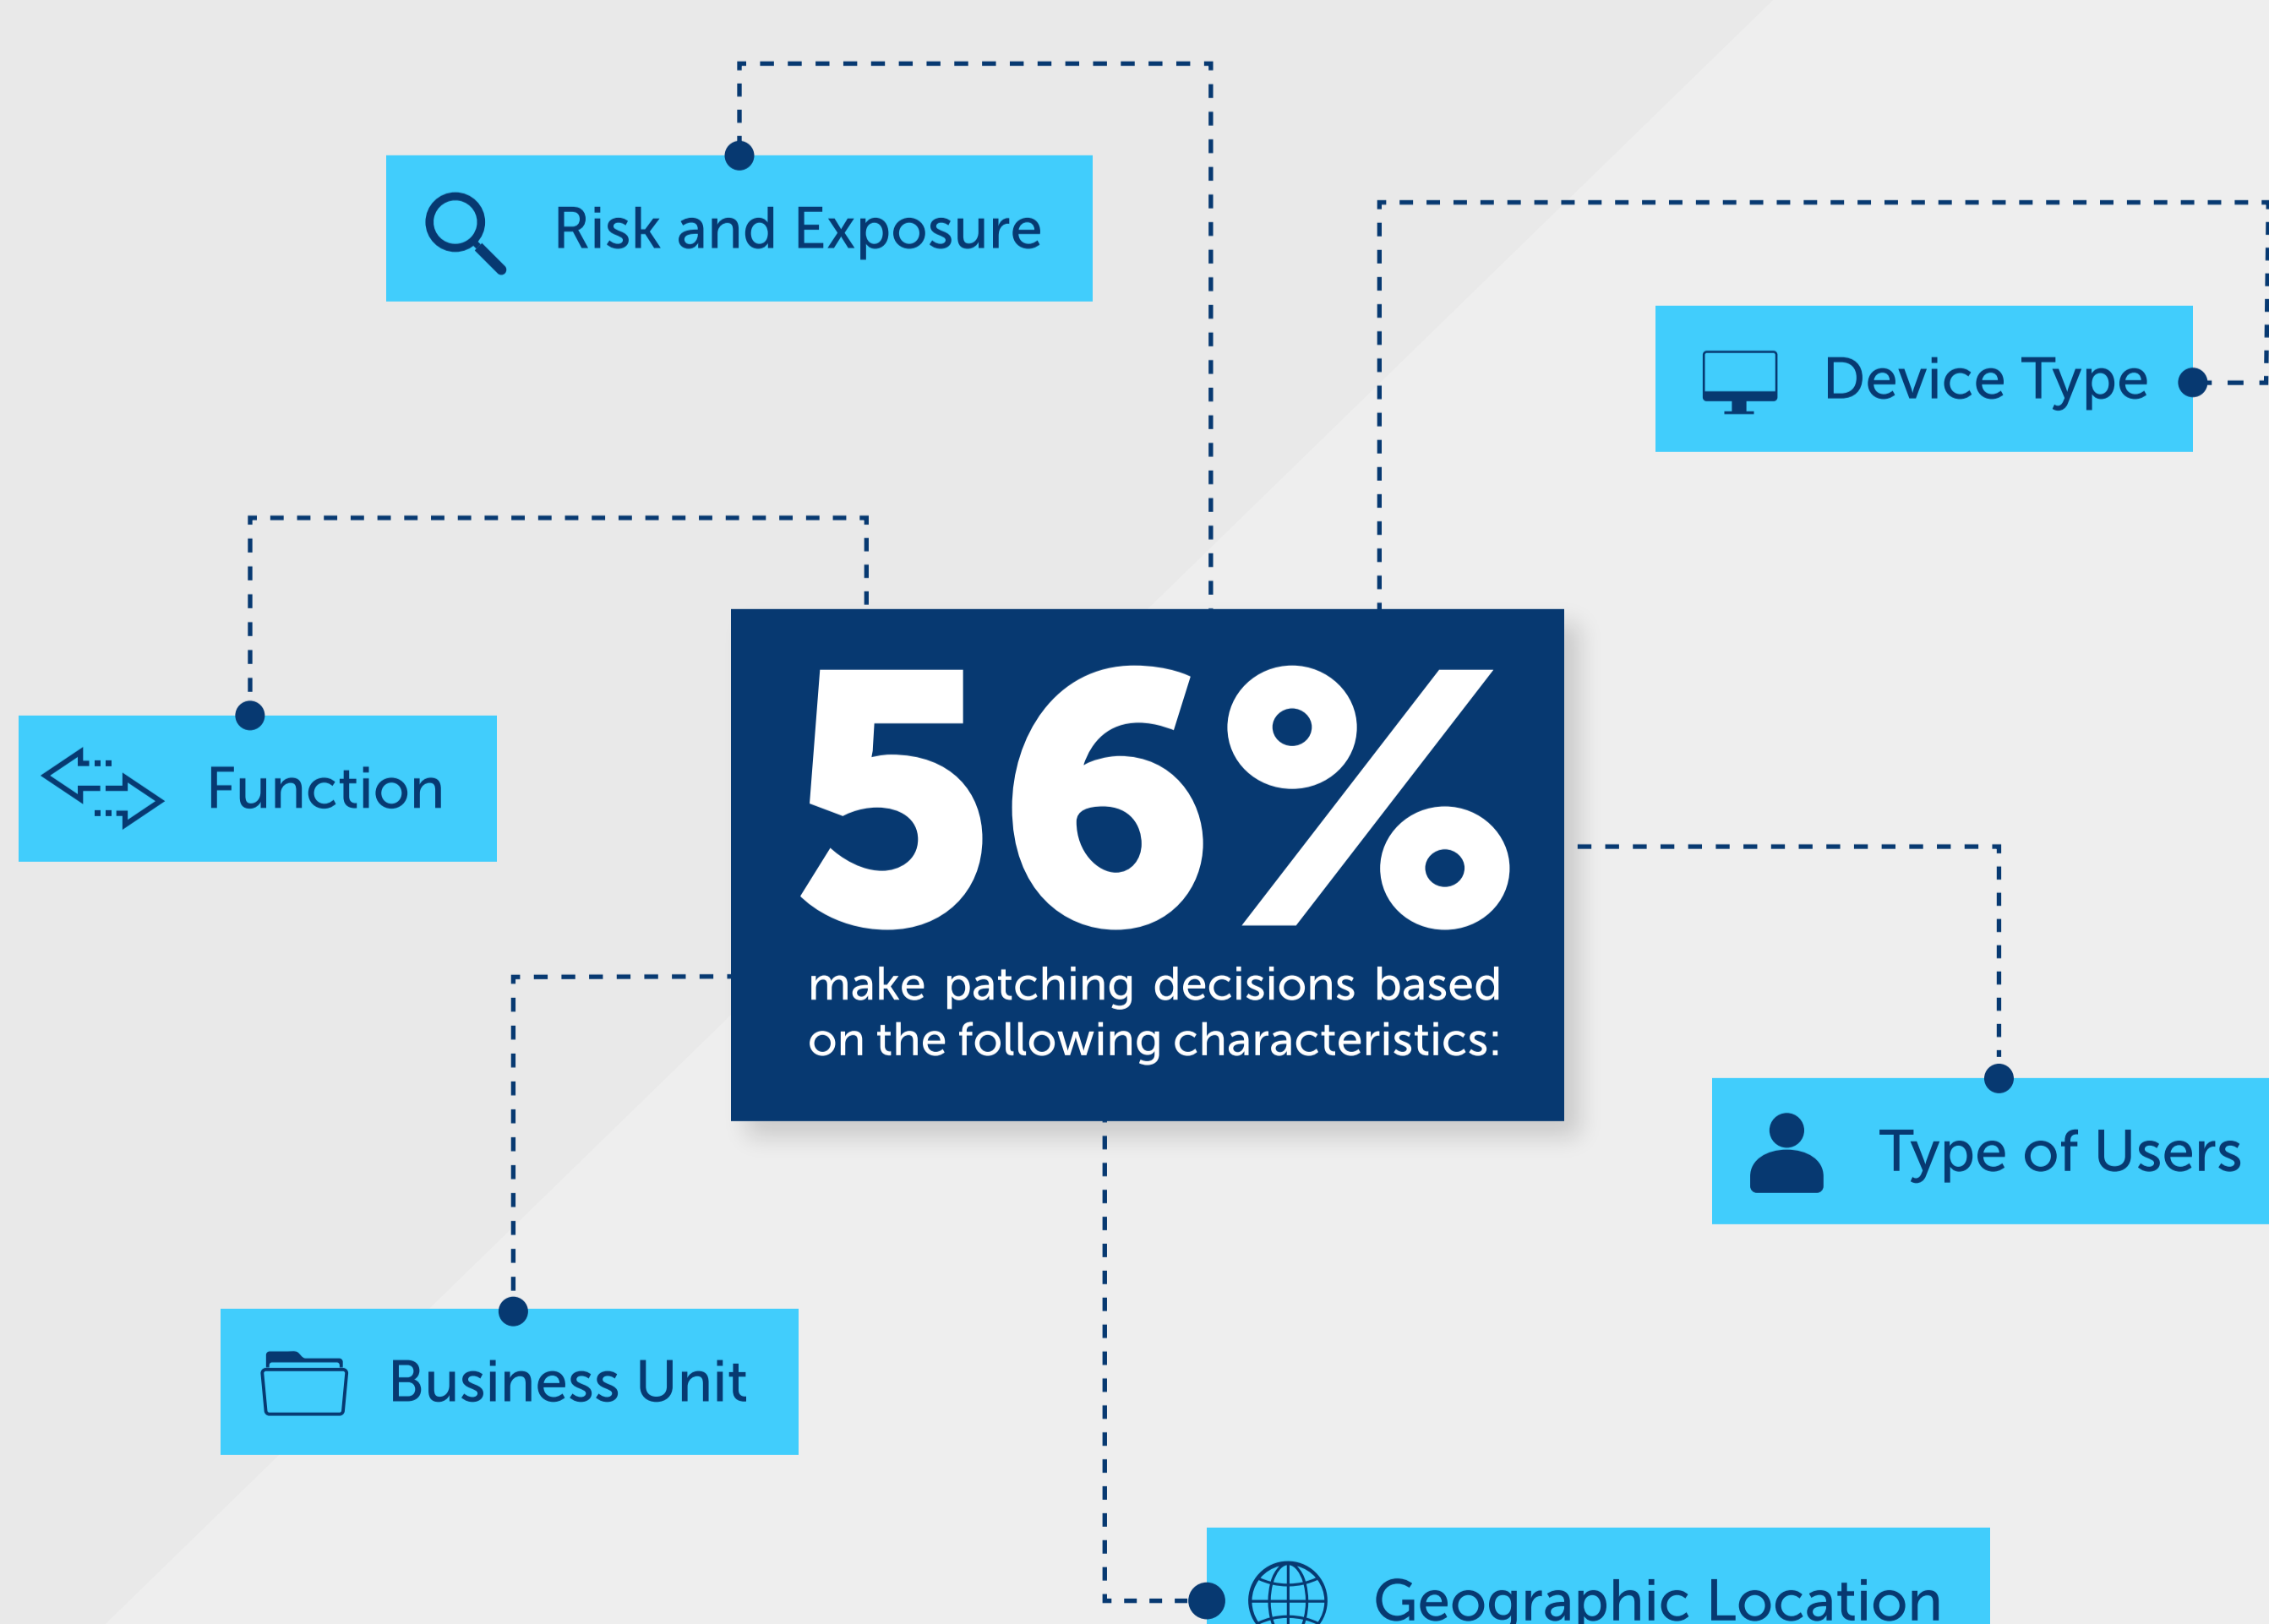 Risk and Exposure
Device Type
Function
56%
make patching decisions based
on the following characteristics:
Type of Users
Business Unit
Geographic Location